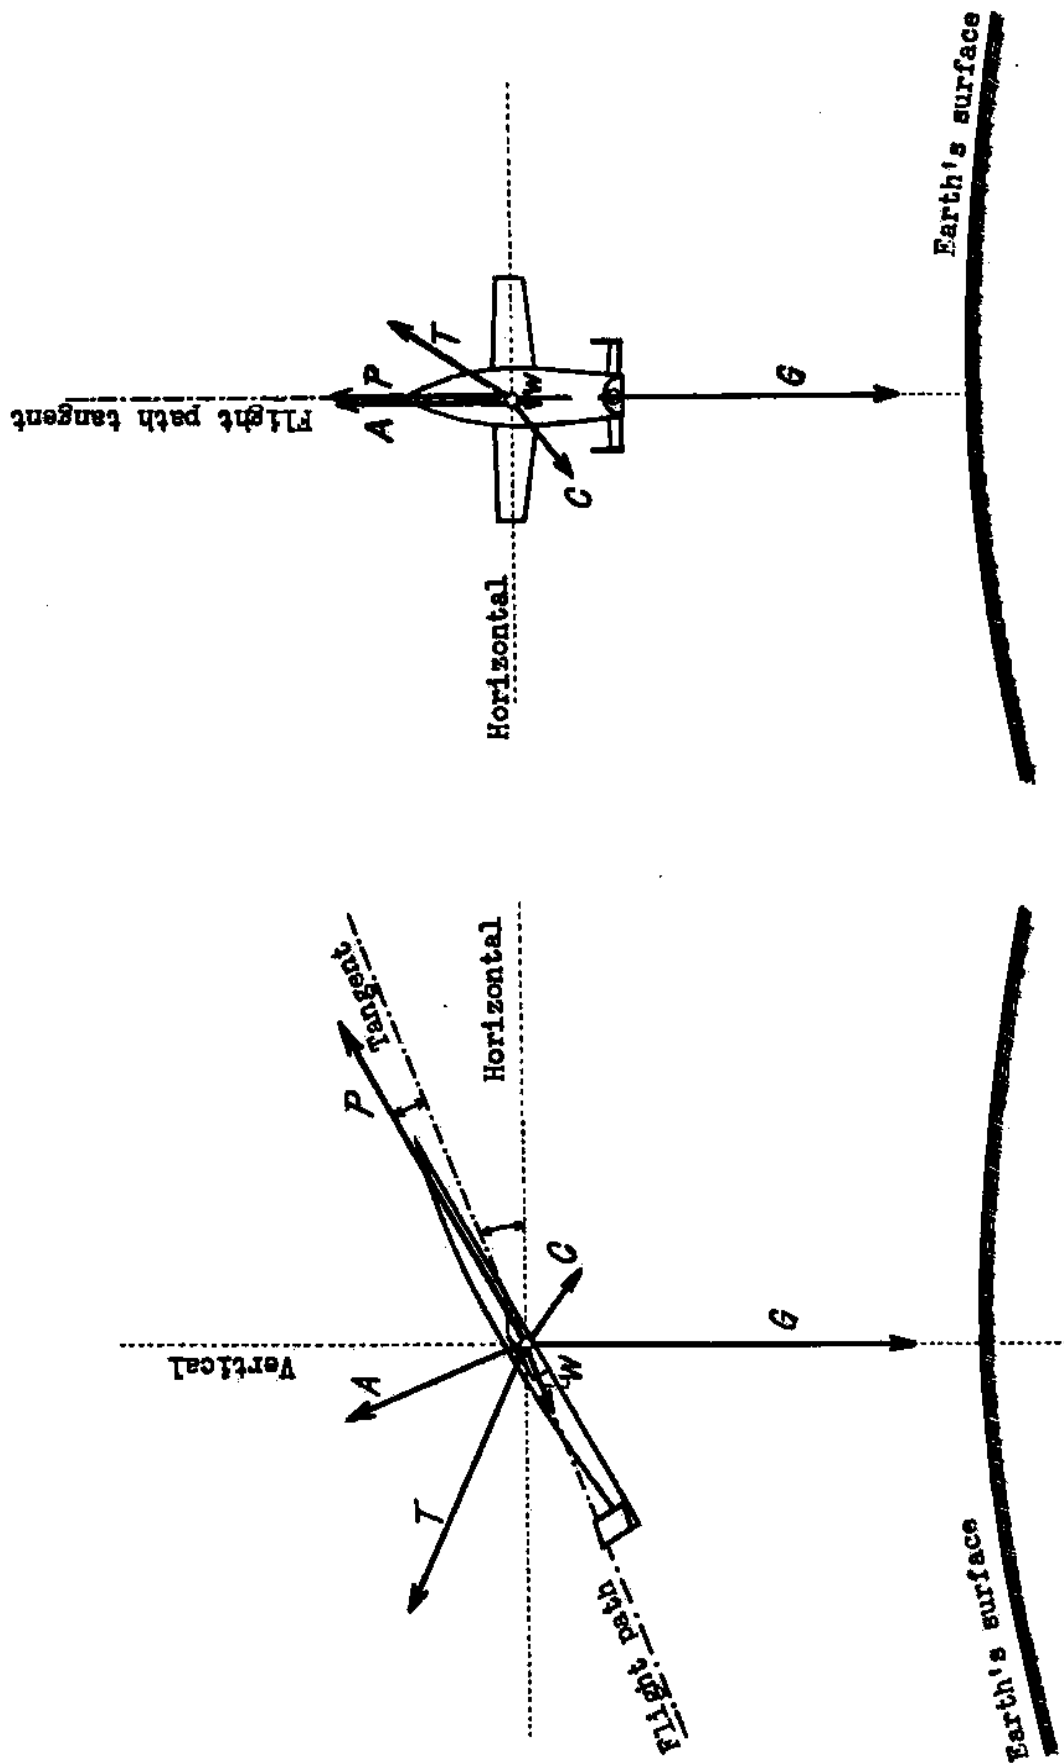 Flight path tangent
A
P
T
W
C
G
Horizontal
Earth's surface
Vertical
Tangent
P
A
T
C
W
G
Horizontal
Flight path
Earth's surface